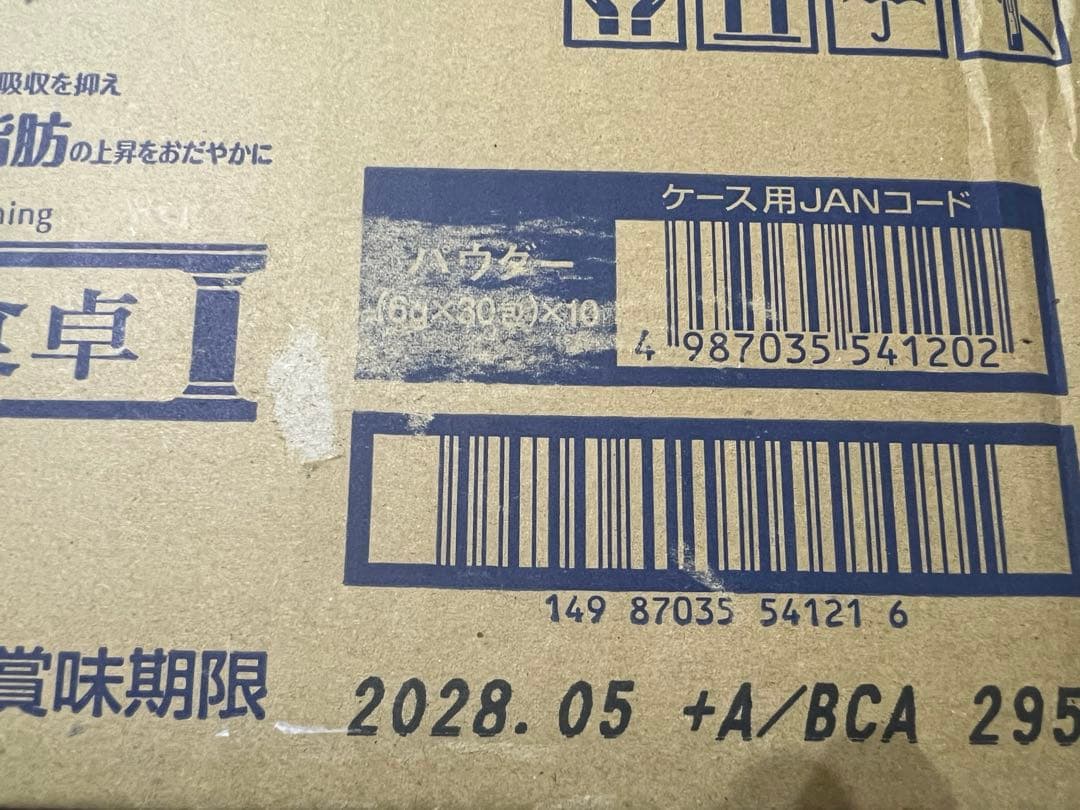 吸収を抑え
脂肪の上昇をおだやかに
ning
食卓
ケース用JANコード
パウダー
(6g×30包)×10
4 987035 541202
149 87035 54121 6
賞味期限
2028.05 +A/BCA 295